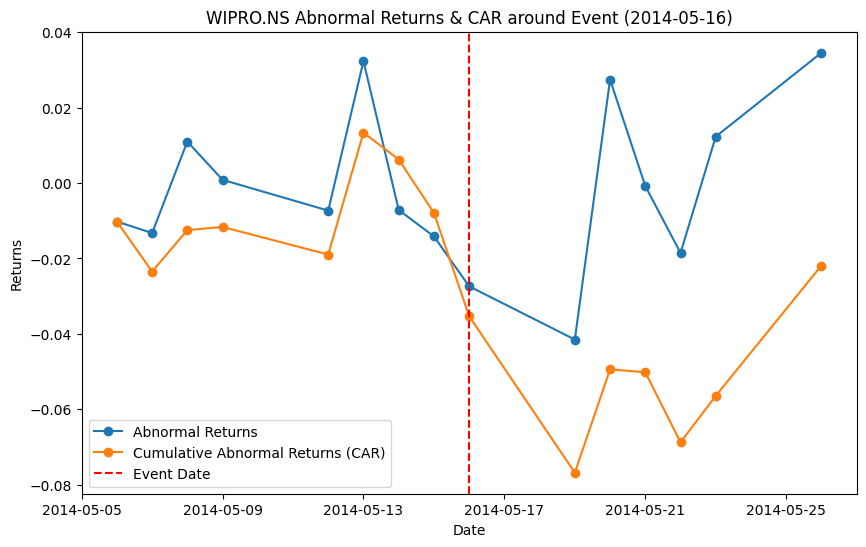 WIPRO.NS Abnormal Returns & CAR around Event (2014-05-16)
Returns
0.04
0.02
0.00
−0.02
−0.04
−0.06
−0.08
Abnormal Returns
Cumulative Abnormal Returns (CAR)
Event Date
2014-05-05 2014-05-09 2014-05-13 2014-05-17 2014-05-21 2014-05-25
Date